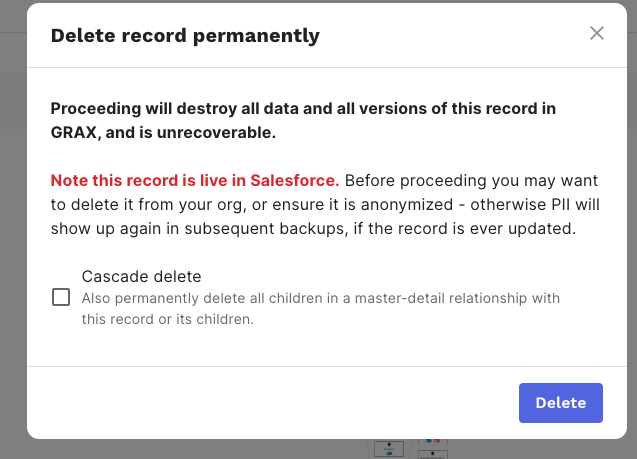 Delete record permanently
Proceeding will destroy all data and all versions of this record in
GRAX, and is unrecoverable.
Note this record is live in Salesforce. Before proceeding you may want
to delete it from your org, or ensure it is anonymized - otherwise PII will
show up again in subsequent backups, if the record is ever updated.
Cascade delete
Also permanently delete all children in a master-detail relationship with
this record or its children.
Delete